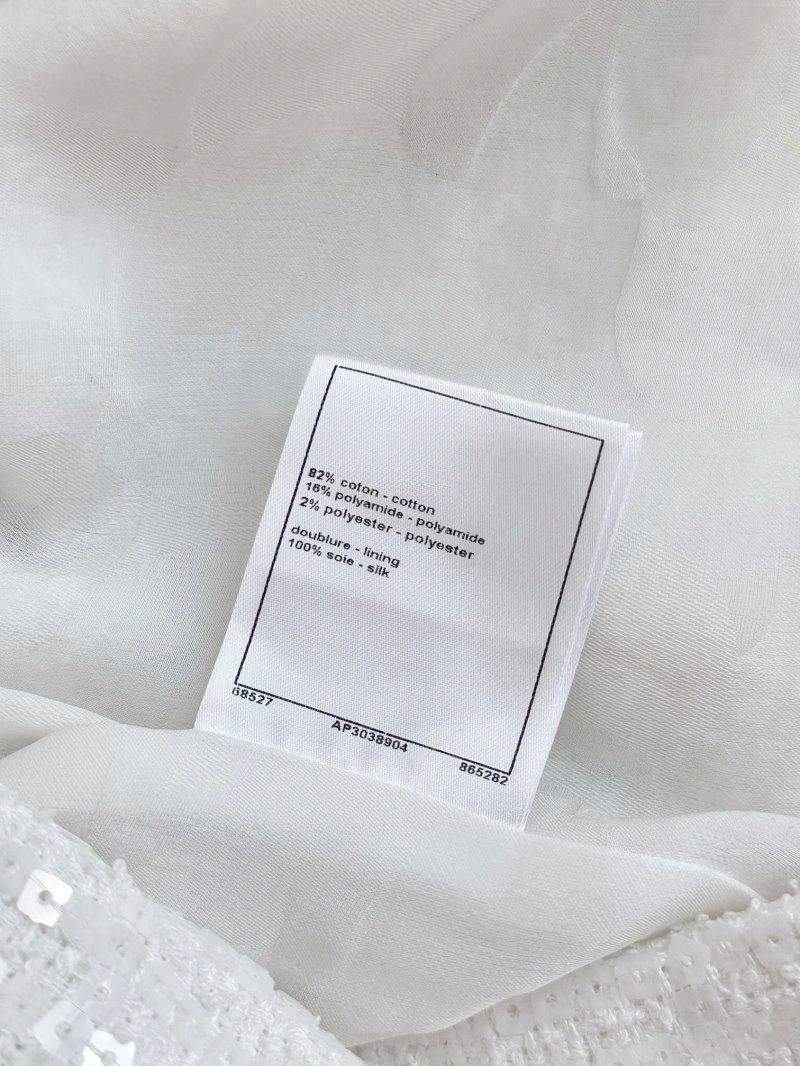 82% coton - cotton
16% polyamide - polyamide
2% polyester - polyester
doublure - lining
100% soie - silk
68527
AP3038904
865282